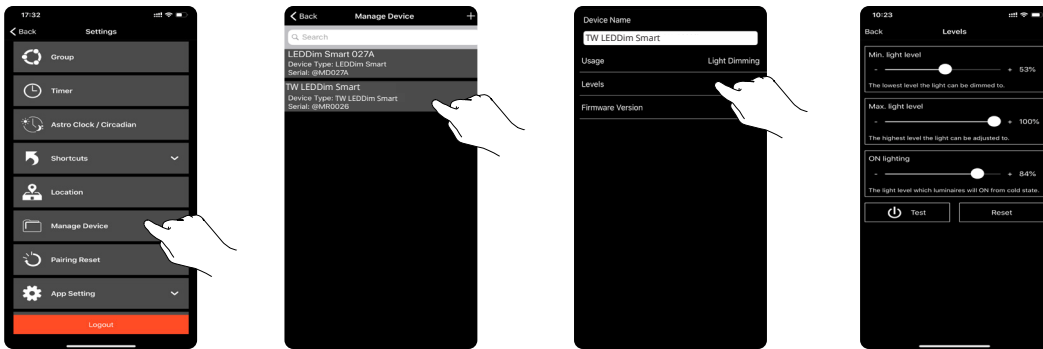 17:32
Back Settings
Group
Timer
Astro Clock / Circadian
Shortcuts
Location
Manage Device
Pairing Reset
App Setting
Logout
Back Manage Device +
Search
LEDDim Smart 027A
Device Type: LEDDim Smart
Serial: @MD027A
TW LEDDim Smart
Device Type: TW LEDDim Smart
Serial: @MR0026
Device Name
TW LEDDim Smart
Usage Light Dimming
Levels
Firmware Version
10:23
Back Levels
Min. light level
- + 53%
The lowest level the light can be dimmed to.
Max. light level
- + 100%
The highest level the light can be adjusted to.
ON lighting
- + 84%
The light level which luminaires will ON from cold state.
Test Reset